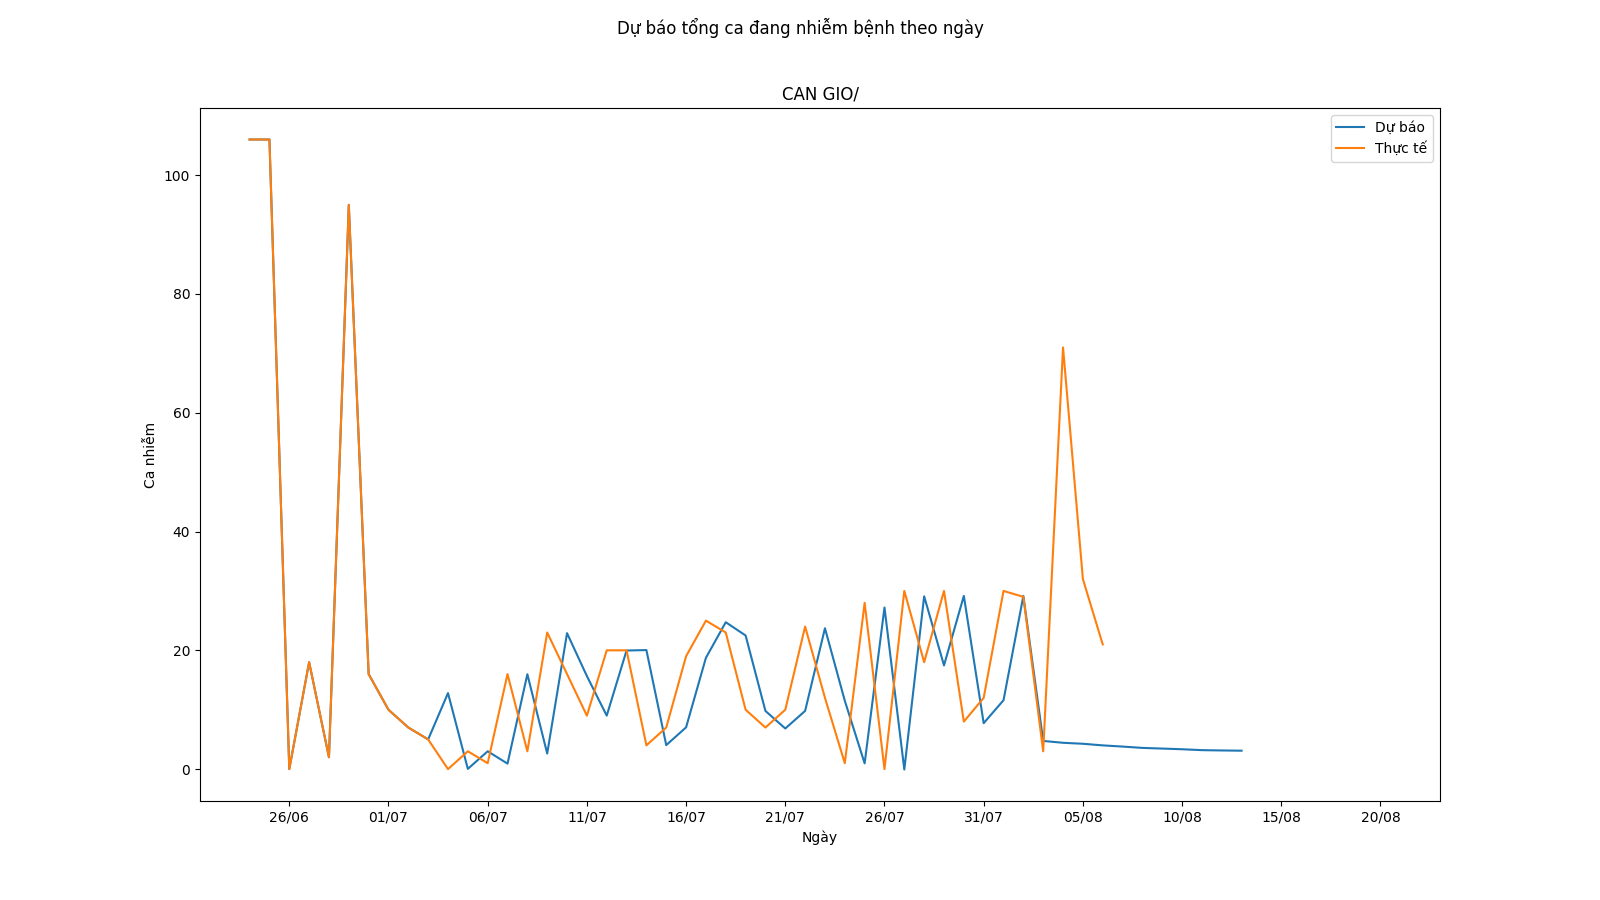 Dự báo tổng ca đang nhiễm bệnh theo ngày
CAN GIO/
Dự báo
Thực tế
100
80
60
40
20
0
Ca nhiễm
26/06 01/07 06/07 11/07 16/07 21/07 26/07 31/07 05/08 10/08 15/08 20/08
Ngày